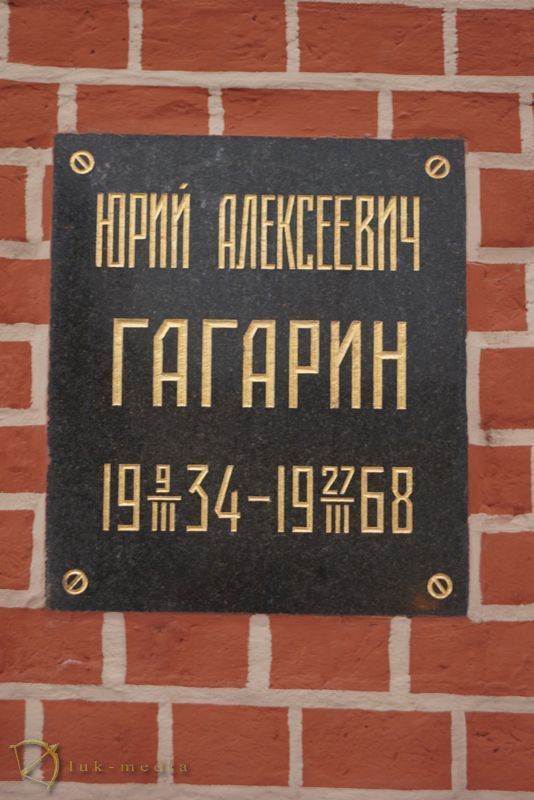 ЮРИЙ АЛЕКСЕЕВИЧ
ГАГАРИН
19 9/III 34 – 19 27/III 68
luk-media